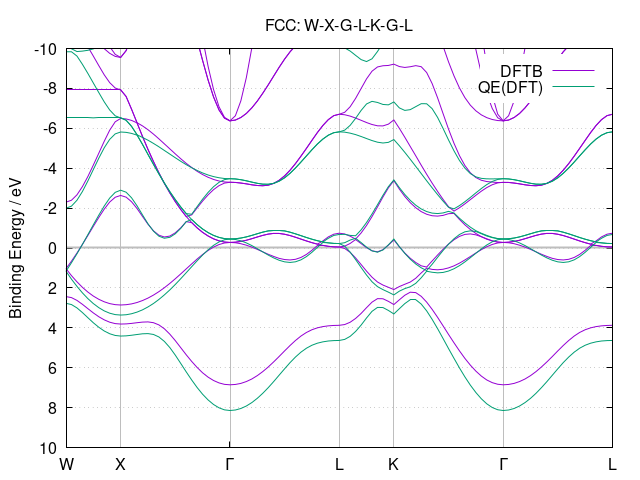 FCC: W-X-G-L-K-G-L
-10
-8
-6
-4
-2
0
2
4
6
8
10
Binding Energy / eV
DFTB
QE(DFT)
W X Γ L K Γ L